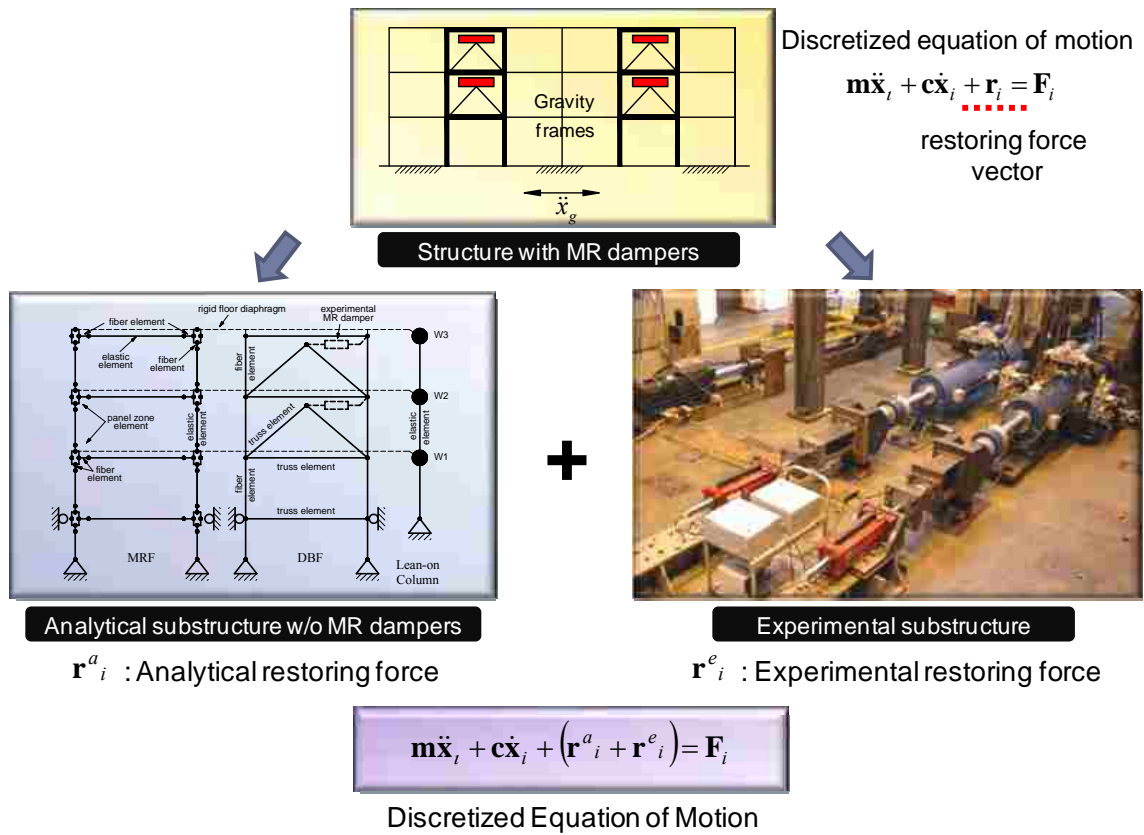 Discretized equation of motion
mẍι + cẋi + ri = Fi
restoring force
vector
Gravity
frames
ẍg
Structure with MR dampers
rigid floor diaphragm
experimental
MR damper
fiber element
elastic
element
fiber
element
fiber
element
W3
W2
W1
panel zone
element
elastic
element
truss element
elastic
element
fiber
element
truss element
fiber
element
truss element
MRF
DBF
Lean-on
Column
+
Analytical substructure w/o MR dampers
Experimental substructure
rᵃi : Analytical restoring force
rᵉi : Experimental restoring force
mẍι + cẋi + (rᵃi + rᵉi) = Fi
Discretized Equation of Motion